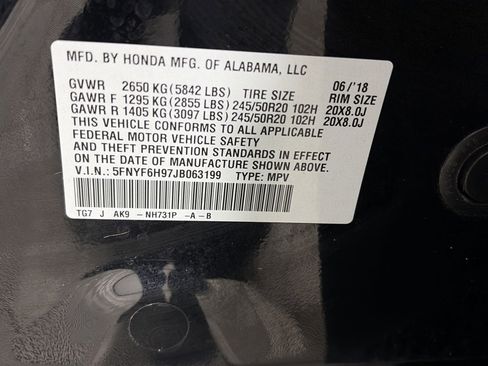 MFD. BY HONDA MFG. OF ALABAMA, LLC
GVWR 2650 KG (5842 LBS) TIRE SIZE 06/'18 RIM SIZE
GAWR F 1295 KG (2855 LBS) 245/50R20 102H 20X8.0J
GAWR R 1405 KG (3097 LBS) 245/50R20 102H 20X8.0J
THIS VEHICLE CONFORMS TO ALL APPLICABLE
FEDERAL MOTOR VEHICLE SAFETY
AND THEFT PREVENTION STANDARDS IN EFFECT
ON THE DATE OF MANUFACTURE SHOWN ABOVE.
V.I.N.: 5FNYF6H97JB063199 TYPE: MPV
TG7 J AK9 -NH731P -A-B